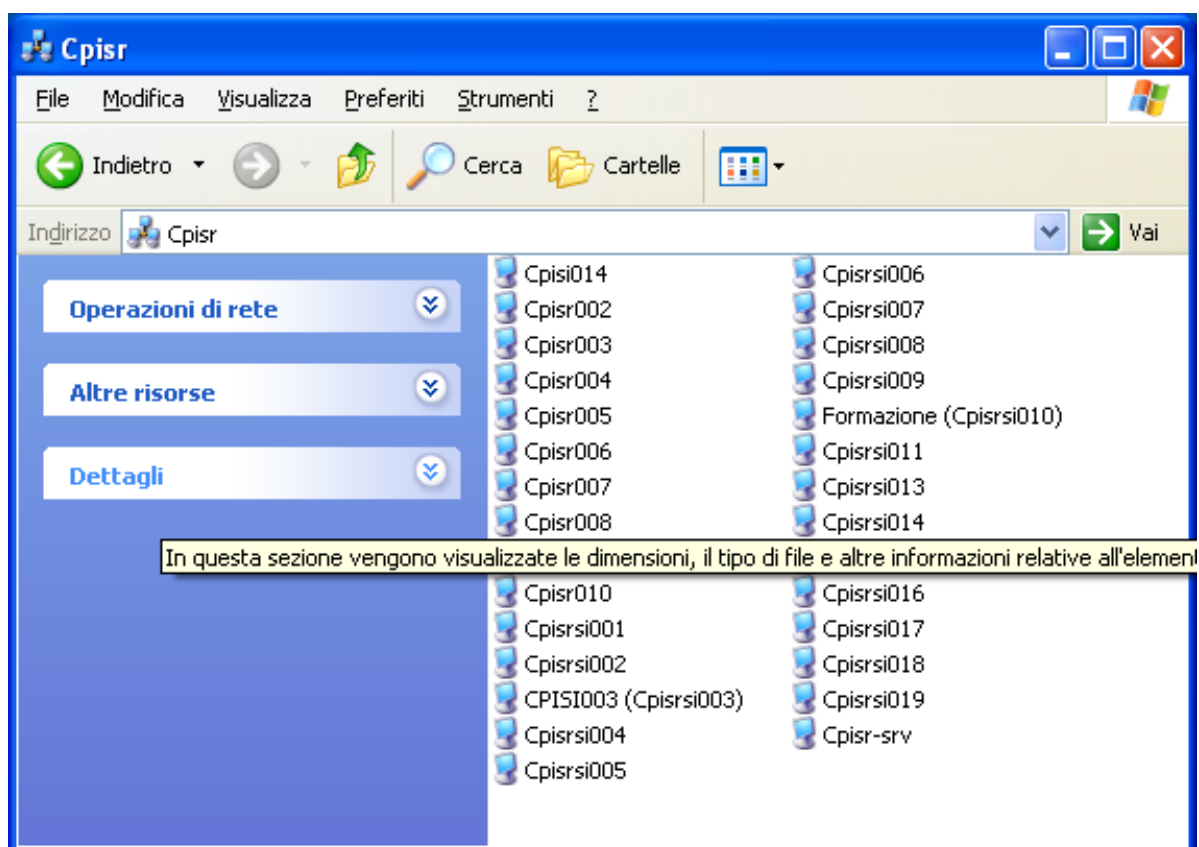 Cpisr
File Modifica Visualizza Preferiti Strumenti ?
Indietro Cerca Cartelle
Indirizzo Cpisr Vai
Operazioni di rete
Altre risorse
Dettagli
Cpisi014
Cpisr002
Cpisr003
Cpisr004
Cpisr005
Cpisr006
Cpisr007
Cpisr008
In questa sezione vengono visualizzate le dimensioni, il tipo di file e altre informazioni relative all'element
Cpisr010
Cpisrsi001
Cpisrsi002
CPISI003 (Cpisrsi003)
Cpisrsi004
Cpisrsi005
Cpisrsi006
Cpisrsi007
Cpisrsi008
Cpisrsi009
Formazione (Cpisrsi010)
Cpisrsi011
Cpisrsi013
Cpisrsi014
Cpisrsi016
Cpisrsi017
Cpisrsi018
Cpisrsi019
Cpisr-srv